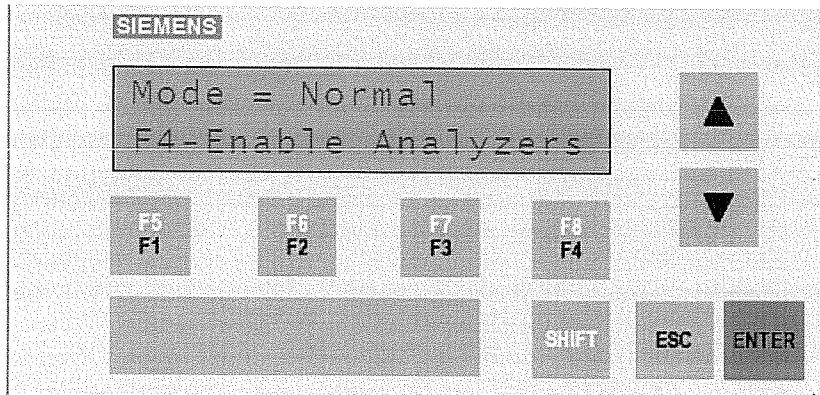 SIEMENS
Mode = Normal
F4-Enable Analyzers
F5 F6 F7 F8
F1 F2 F3 F4
SHIFT ESC ENTER